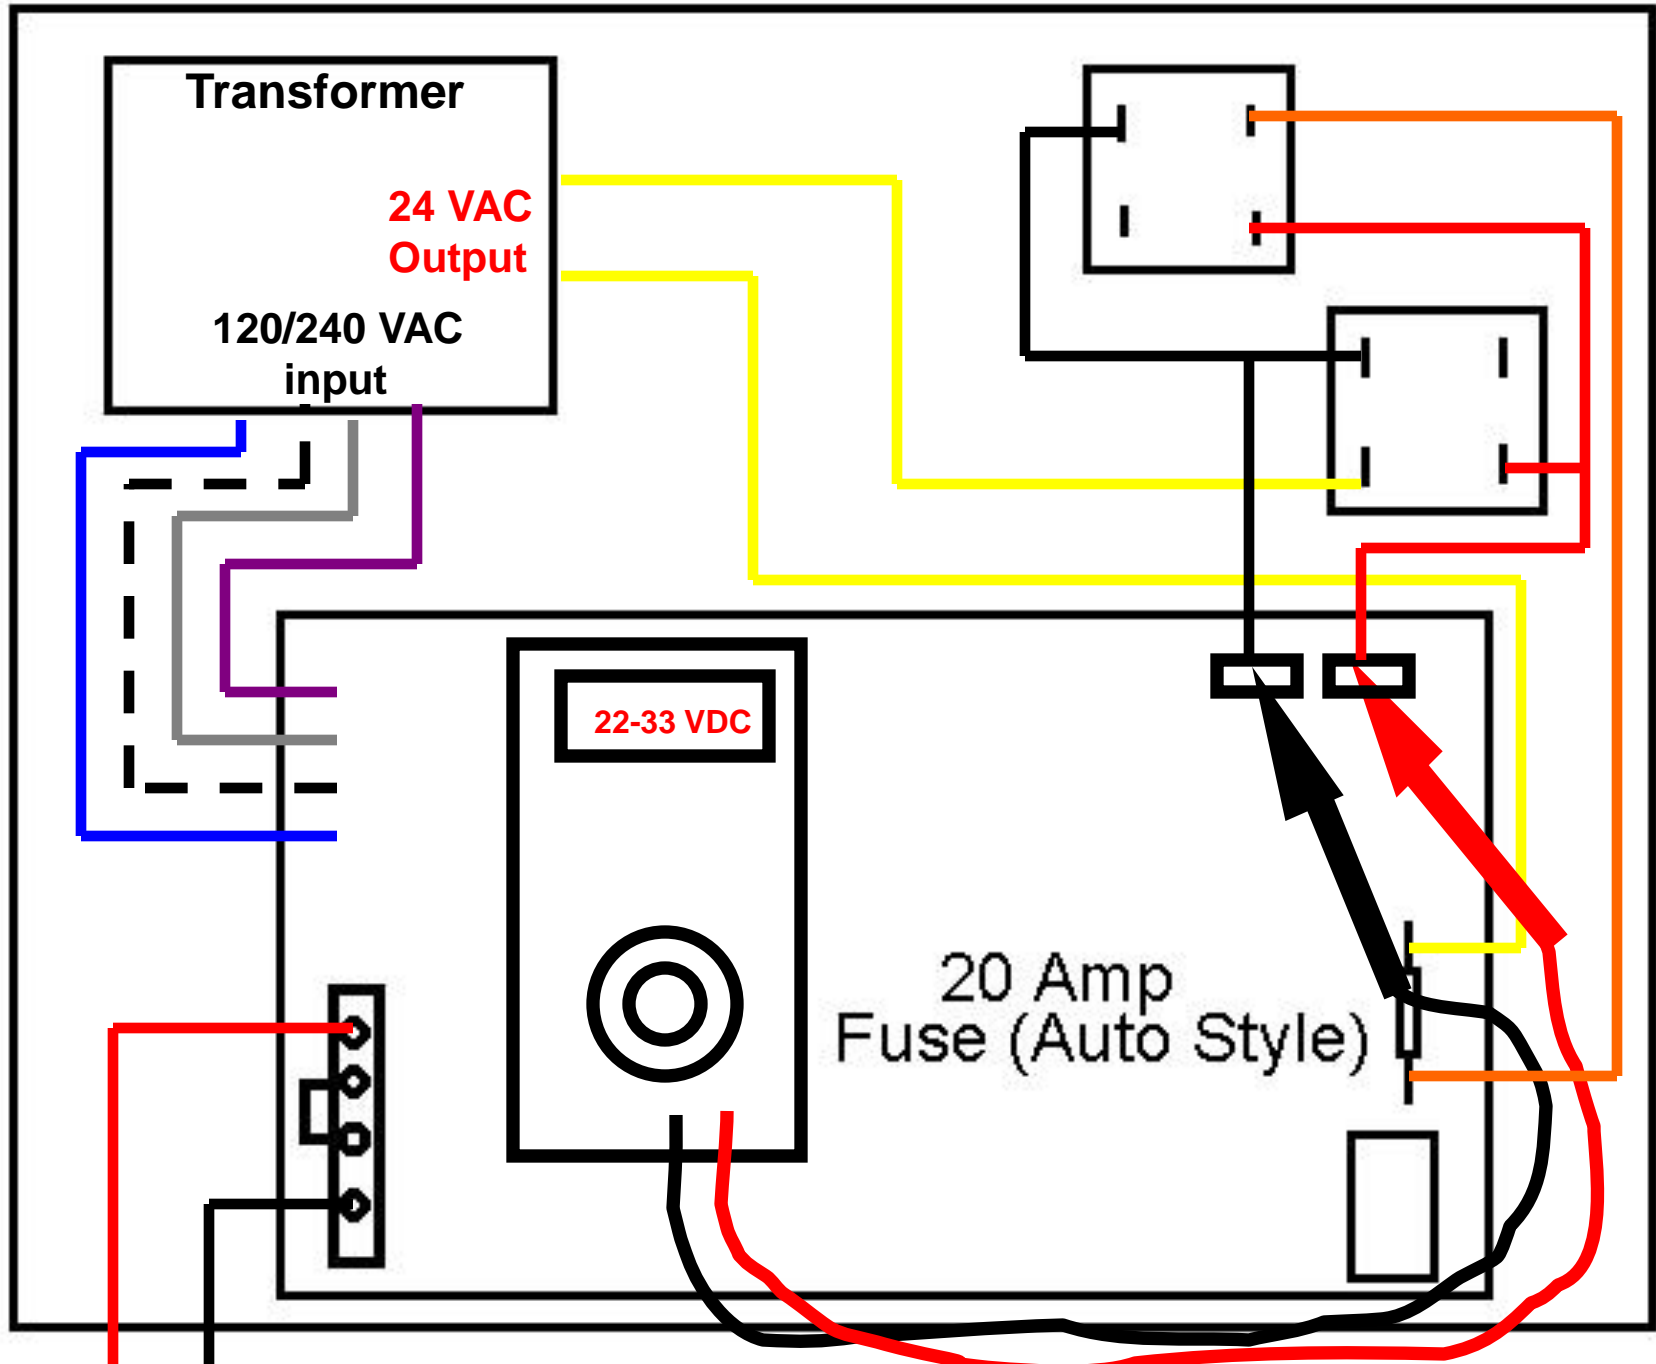 Transformer
24 VAC
Output
120/240 VAC
input
22-33 VDC
20 Amp
Fuse (Auto Style)